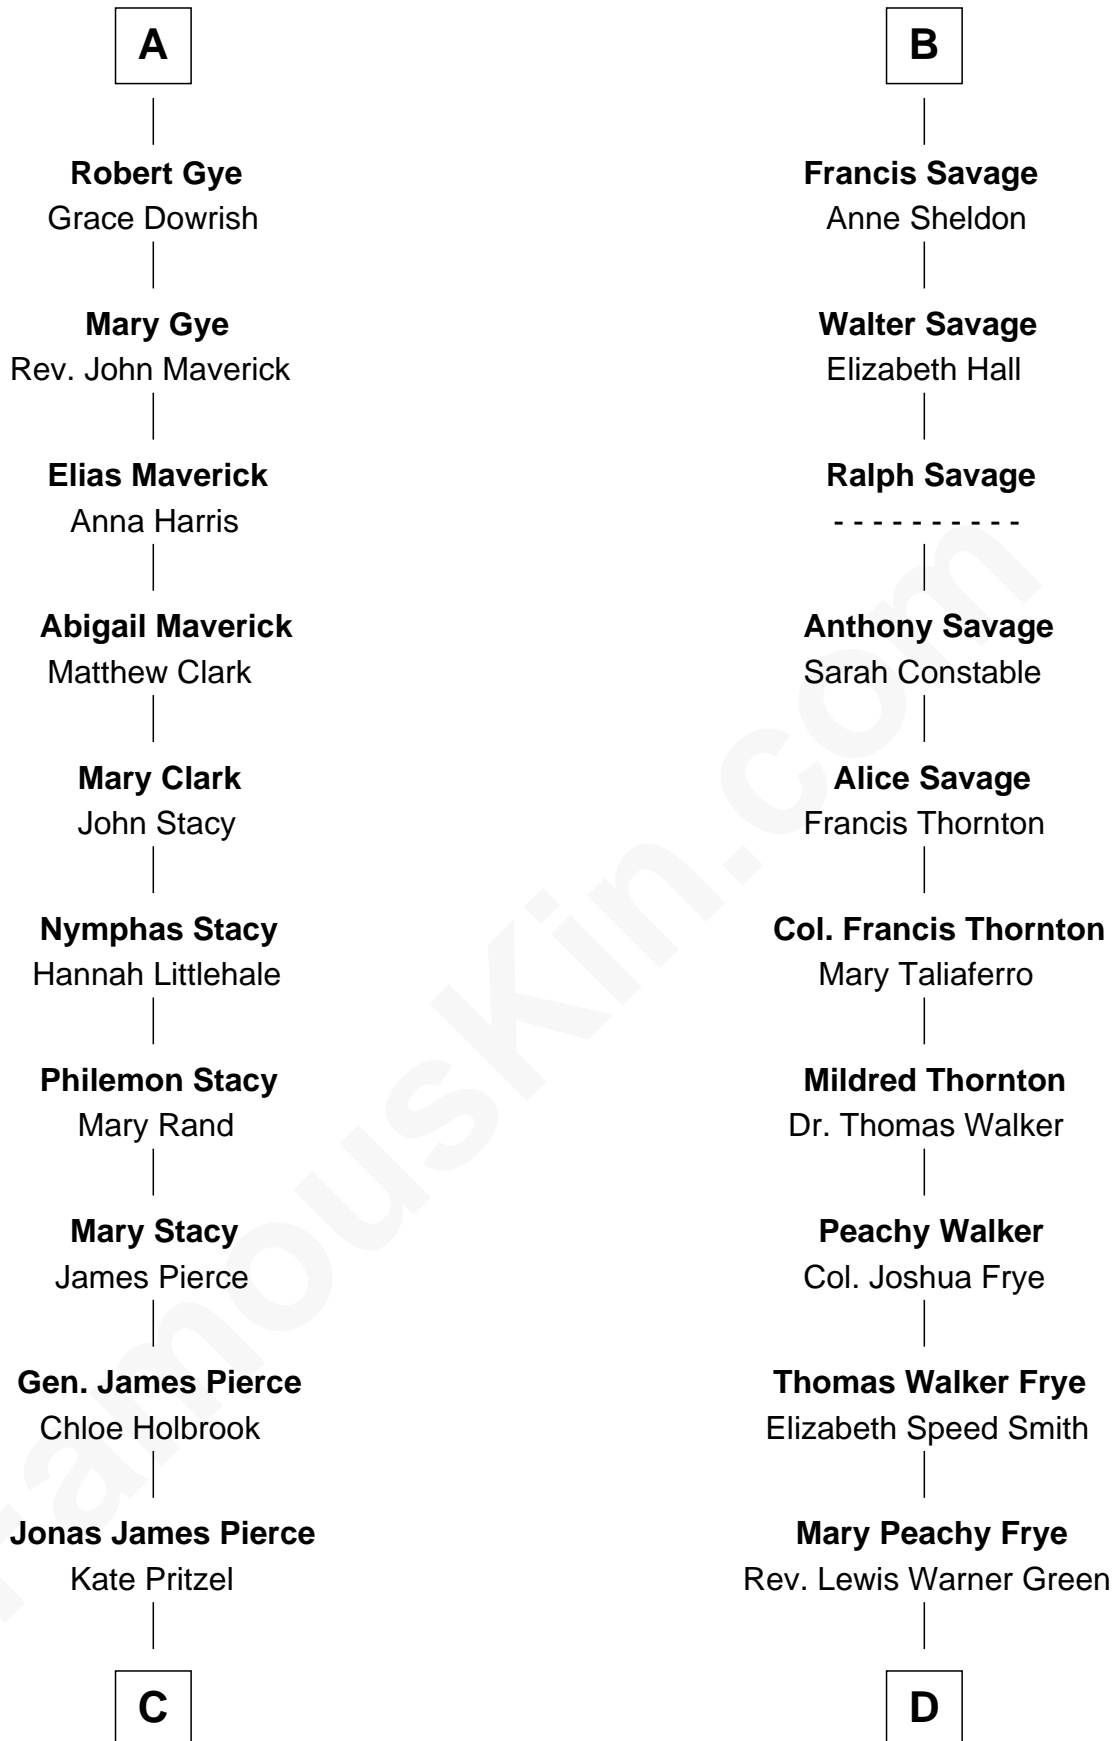 A
Robert Gye
Grace Dowrish
Mary Gye
Rev. John Maverick
Elias Maverick
Anna Harris
Abigail Maverick
Matthew Clark
Mary Clark
John Stacy
Nymphas Stacy
Hannah Littlehale
Philemon Stacy
Mary Rand
Mary Stacy
James Pierce
Gen. James Pierce
Chloe Holbrook
Jonas James Pierce
Kate Pritzel
C
B
Francis Savage
Anne Sheldon
Walter Savage
Elizabeth Hall
Ralph Savage
- - - - - - - - - -
Anthony Savage
Sarah Constable
Alice Savage
Francis Thornton
Col. Francis Thornton
Mary Taliaferro
Mildred Thornton
Dr. Thomas Walker
Peachy Walker
Col. Joshua Frye
Thomas Walker Frye
Elizabeth Speed Smith
Mary Peachy Frye
Rev. Lewis Warner Green
D
FamousKin.com